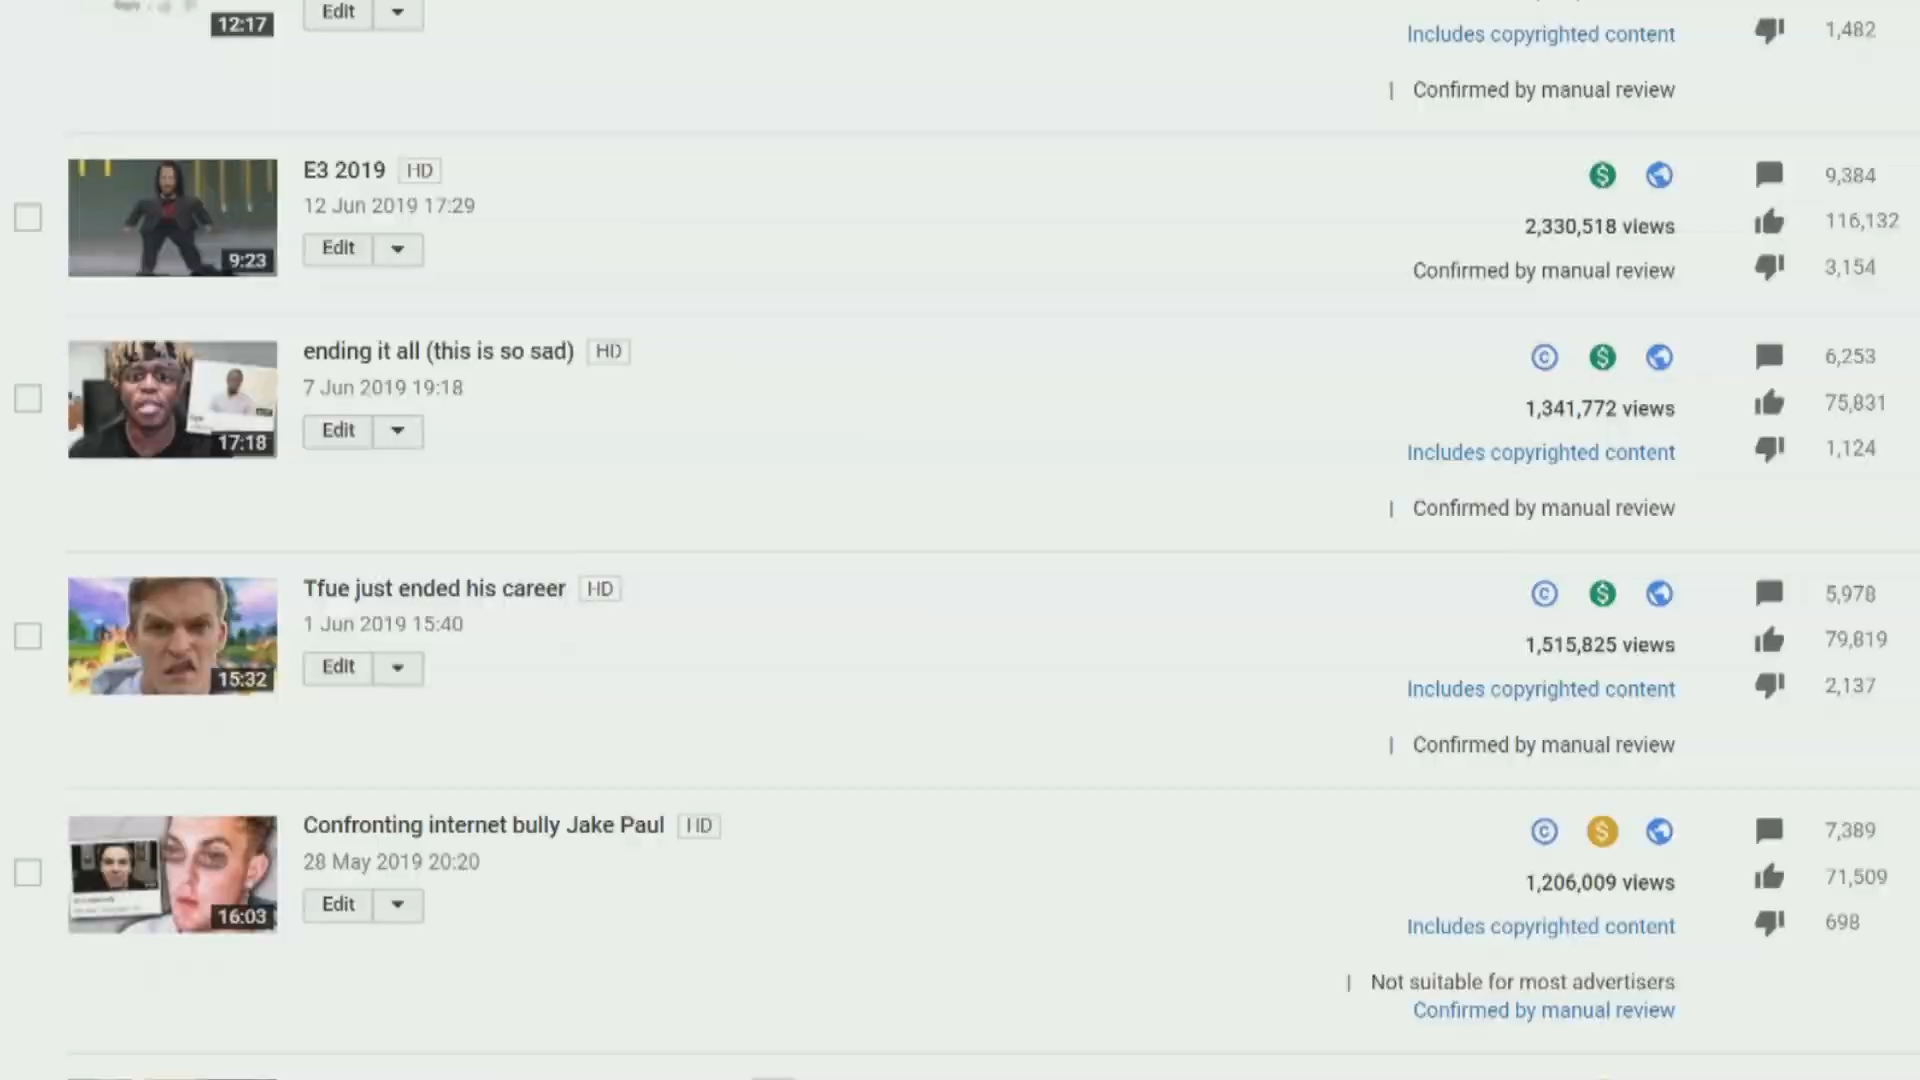 12:17
Edit
Includes copyrighted content
1,482
| Confirmed by manual review
E3 2019 HD
9,384
12 Jun 2019 17:29
2,330,518 views
116,132
Edit
9:23
Confirmed by manual review
3,154
ending it all (this is so sad) HD
6,253
7 Jun 2019 19:18
1,341,772 views
75,831
Edit
17:18
Includes copyrighted content
1,124
| Confirmed by manual review
Tfue just ended his career HD
5,978
1 Jun 2019 15:40
1,515,825 views
79,819
Edit
15:32
Includes copyrighted content
2,137
| Confirmed by manual review
Confronting internet bully Jake Paul HD
7,389
28 May 2019 20:20
1,206,009 views
71,509
Edit
16:03
Includes copyrighted content
698
| Not suitable for most advertisers
Confirmed by manual review